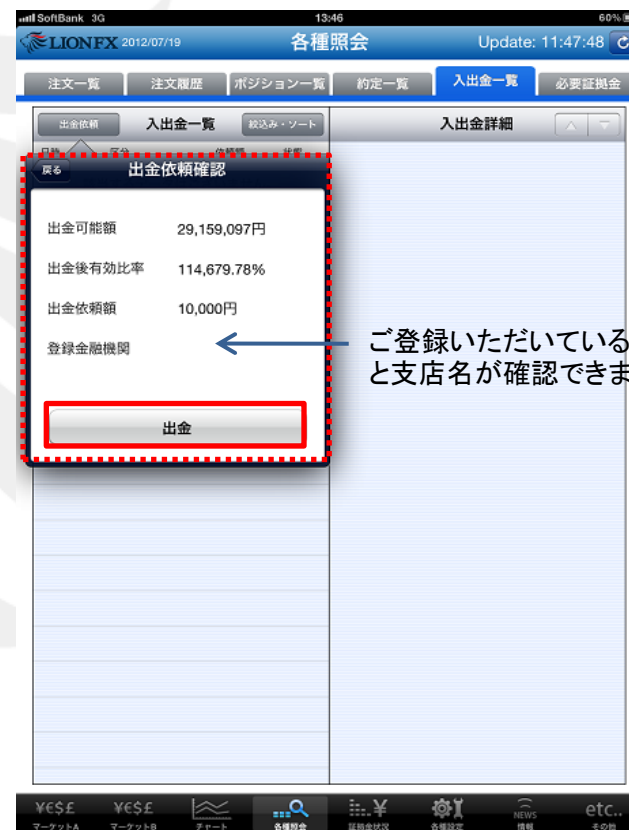 SoftBank 3G 13:46 60%
LIONFX 2012/07/19 各種照会 Update: 11:47:48
注文一覧 注文履歴 ポジション一覧 約定一覧 入出金一覧 必要証拠金
出金依頼 入出金一覧 絞込み・ソート 入出金詳細
戻る 出金依頼確認
出金可能額 29,159,097円
出金後有効比率 114,679.78%
出金依頼額 10,000円
登録金融機関
ご登録いただいている
と支店名が確認できま
出金
¥€$£ ¥€$£ ¥ NEWS etc..
マーケットA マーケットB チャート 各種照会 証拠金状況 各種設定 情報 その他